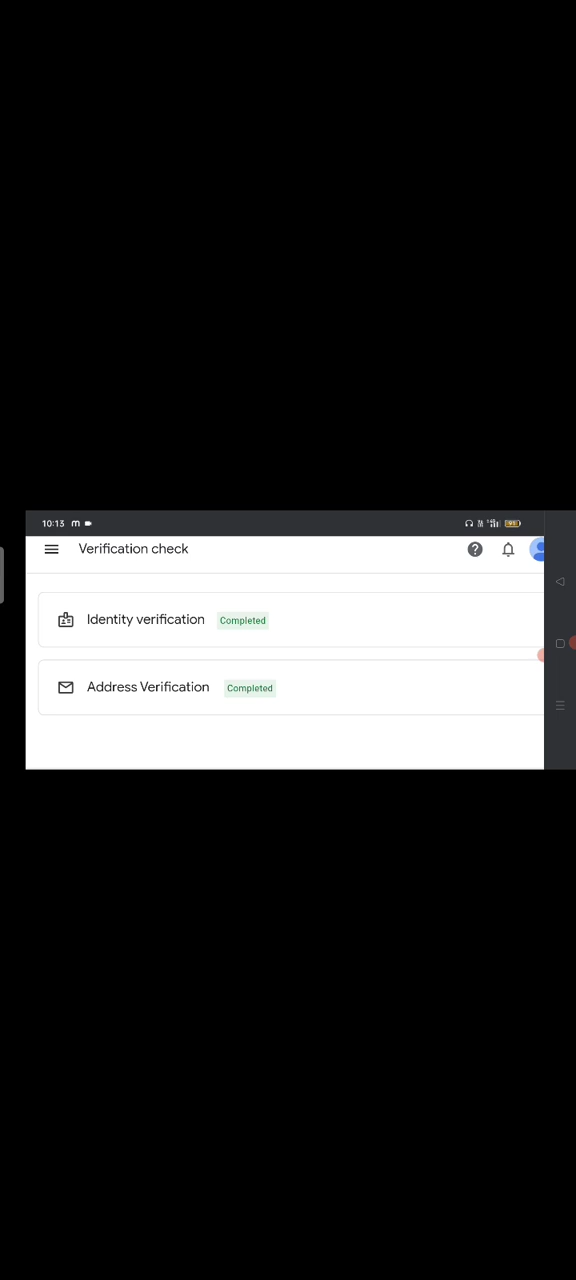 10:13 m
Verification check
Identity verification Completed
Address Verification Completed